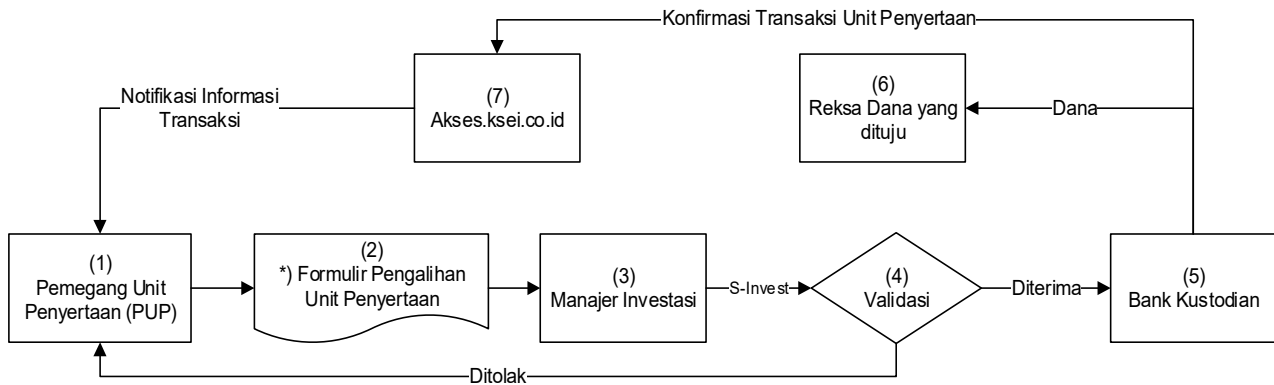 Konfirmasi Transaksi Unit Penyertaan
(7)
Akses.ksei.co.id
(6)
Reksa Dana yang
dituju
Notifikasi Informasi
Transaksi
Dana
(1)
Pemegang Unit
Penyertaan (PUP)
(2)
*) Formulir Pengalihan
Unit Penyertaan
(3)
Manajer Investasi
S-Invest
(4)
Validasi
Diterima
(5)
Bank Kustodian
Ditolak